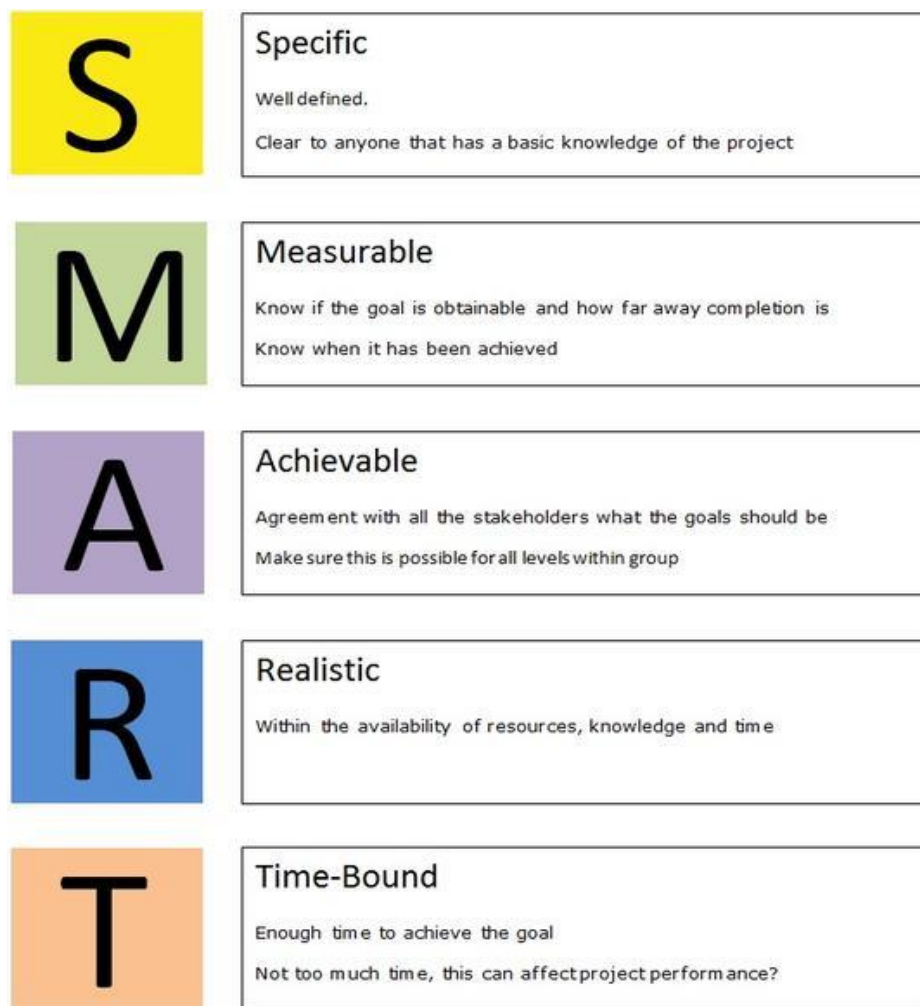 S
Specific
Well defined.
Clear to anyone that has a basic knowledge of the project
M
Measurable
Know if the goal is obtainable and how far away completion is
Know when it has been achieved
A
Achievable
Agreement with all the stakeholders what the goals should be
Make sure this is possible for all levels within group
R
Realistic
Within the availability of resources, knowledge and time
T
Time-Bound
Enough time to achieve the goal
Not too much time, this can affect project performance?